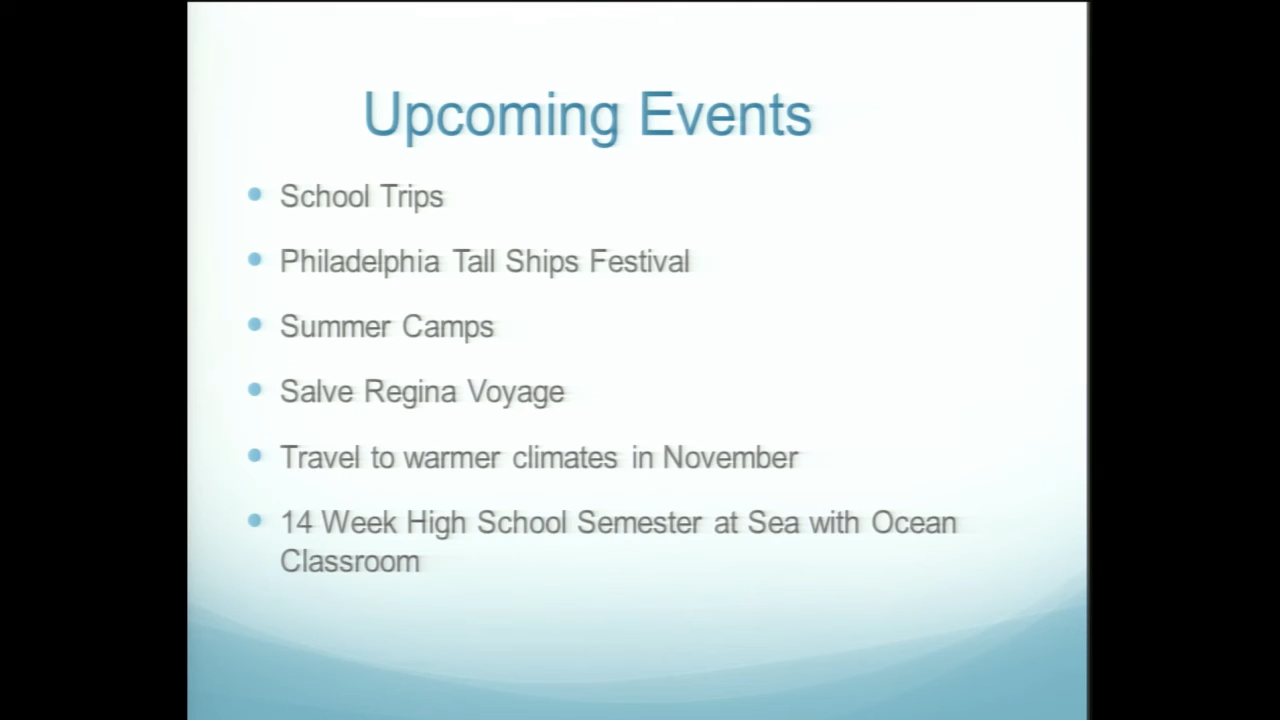 Upcoming Events
School Trips
Philadelphia Tall Ships Festival
Summer Camps
Salve Regina Voyage
Travel to warmer climates in November
14 Week High School Semester at Sea with Ocean
Classroom